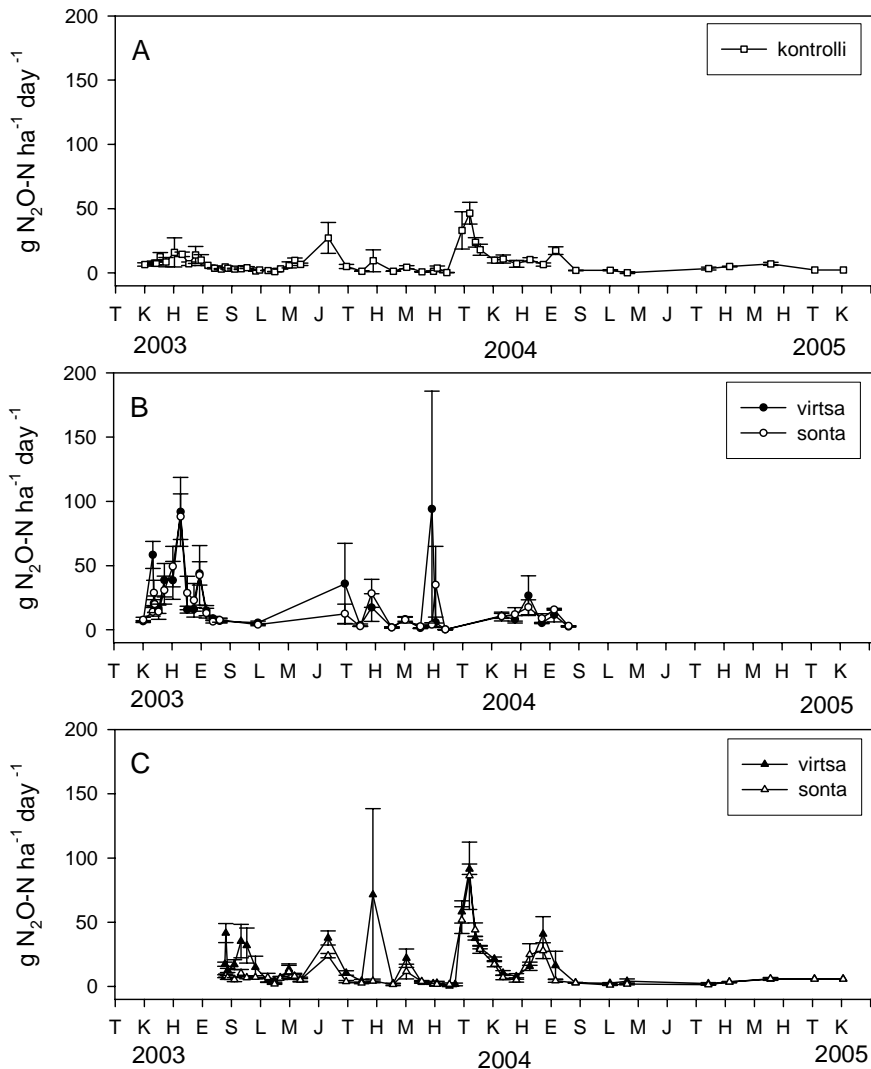 A
kontrolli
g N₂O-N ha⁻¹ day⁻¹
200
150
100
50
0
T K H E S L M J T H M H T K H E S L M M H T K
2003 2004 2005
B
virtsa
sonta
g N₂O-N ha⁻¹ day⁻¹
200
150
100
50
0
T K H E S L M J T H M H T K H E S L M M H T K
2003 2004 2005
C
virtsa
sonta
g N₂O-N ha⁻¹ day⁻¹
200
150
100
50
0
T K H E S L M J T H M H T K H E S L M J T H M H T K
2003 2004 2005